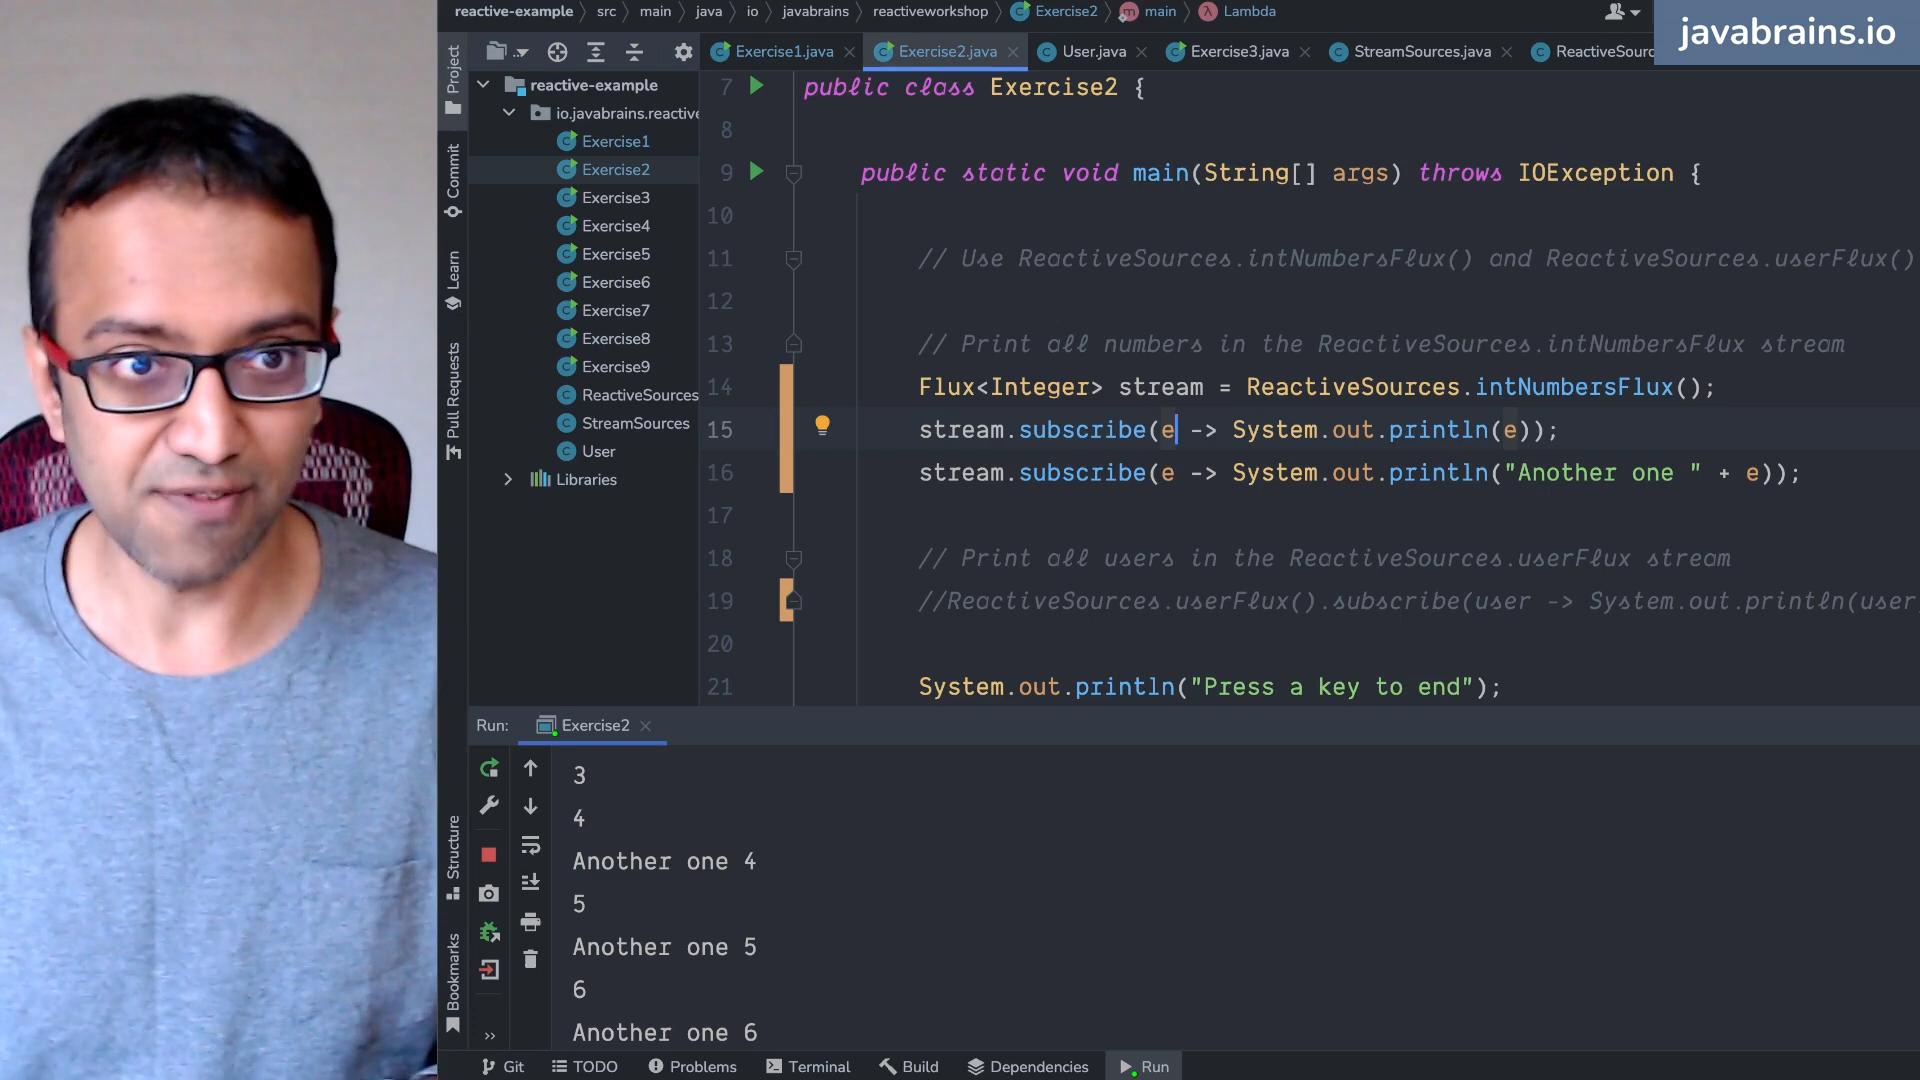 reactive-example > src > main > java > io > javabrains > reactiveworkshop > Exercise2 > main > Lambda
javabrains.io
Exercise1.java
Exercise2.java
User.java
Exercise3.java
StreamSources.java
ReactiveSourc
Project
Commit
Learn
Pull Requests
Structure
Bookmarks
reactive-example
io.javabrains.reactive
Exercise1
Exercise2
Exercise3
Exercise4
Exercise5
Exercise6
Exercise7
Exercise8
Exercise9
ReactiveSources
StreamSources
User
Libraries
7 public class Exercise2 {
8
9 public static void main(String[] args) throws IOException {
10
11 // Use ReactiveSources.intNumbersFlux() and ReactiveSources.userFlux()
12
13 // Print all numbers in the ReactiveSources.intNumbersFlux stream
14 Flux<Integer> stream = ReactiveSources.intNumbersFlux();
15 stream.subscribe(e -> System.out.println(e));
16 stream.subscribe(e -> System.out.println("Another one " + e));
17
18 // Print all users in the ReactiveSources.userFlux stream
19 //ReactiveSources.userFlux().subscribe(user -> System.out.println(user
20
21 System.out.println("Press a key to end");
Run: Exercise2
3
4
Another one 4
5
Another one 5
6
Another one 6
Git
TODO
Problems
Terminal
Build
Dependencies
Run